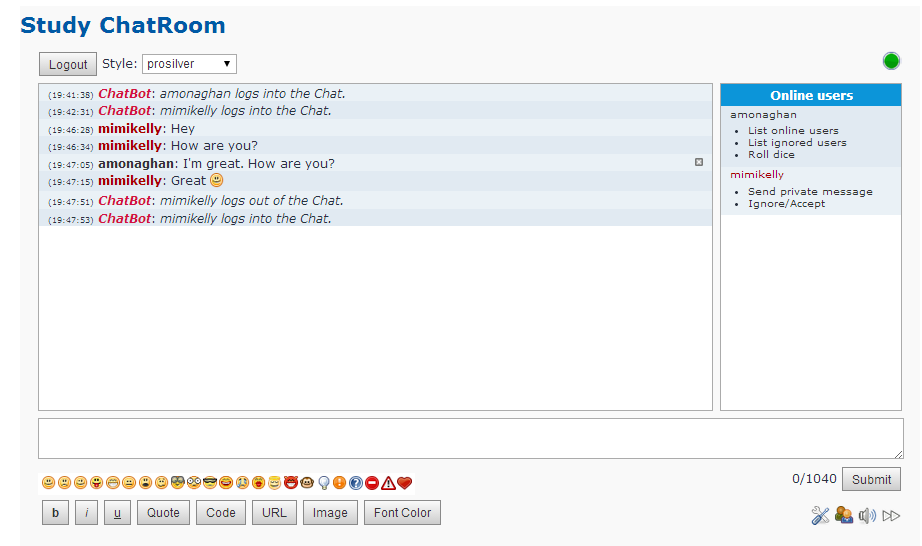 Study ChatRoom
Logout Style: prosilver
(19:41:38) ChatBot: amonaghan logs into the Chat.
(19:42:31) ChatBot: mimikelly logs into the Chat.
(19:46:28) mimikelly: Hey
(19:46:34) mimikelly: How are you?
(19:47:05) amonaghan: I'm great. How are you?
(19:47:15) mimikelly: Great
(19:47:51) ChatBot: mimikelly logs out of the Chat.
(19:47:53) ChatBot: mimikelly logs into the Chat.
Online users
amonaghan
List online users
List ignored users
Roll dice
mimikelly
Send private message
Ignore/Accept
0/1040 Submit
b i u Quote Code URL Image Font Color